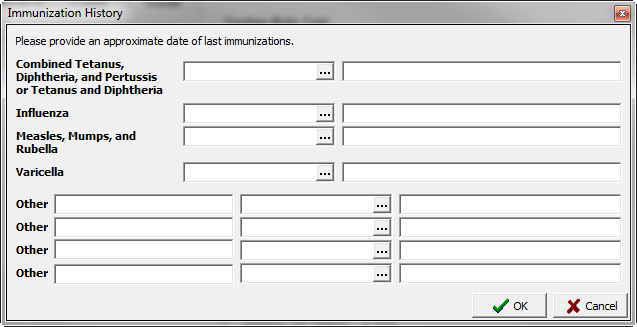 Immunization History
Please provide an approximate date of last immunizations.
Combined Tetanus,
Diphtheria, and Pertussis
or Tetanus and Diphtheria
...
Influenza
...
Measles, Mumps, and
Rubella
...
Varicella
...
Other
...
Other
...
Other
...
Other
...
OK
Cancel